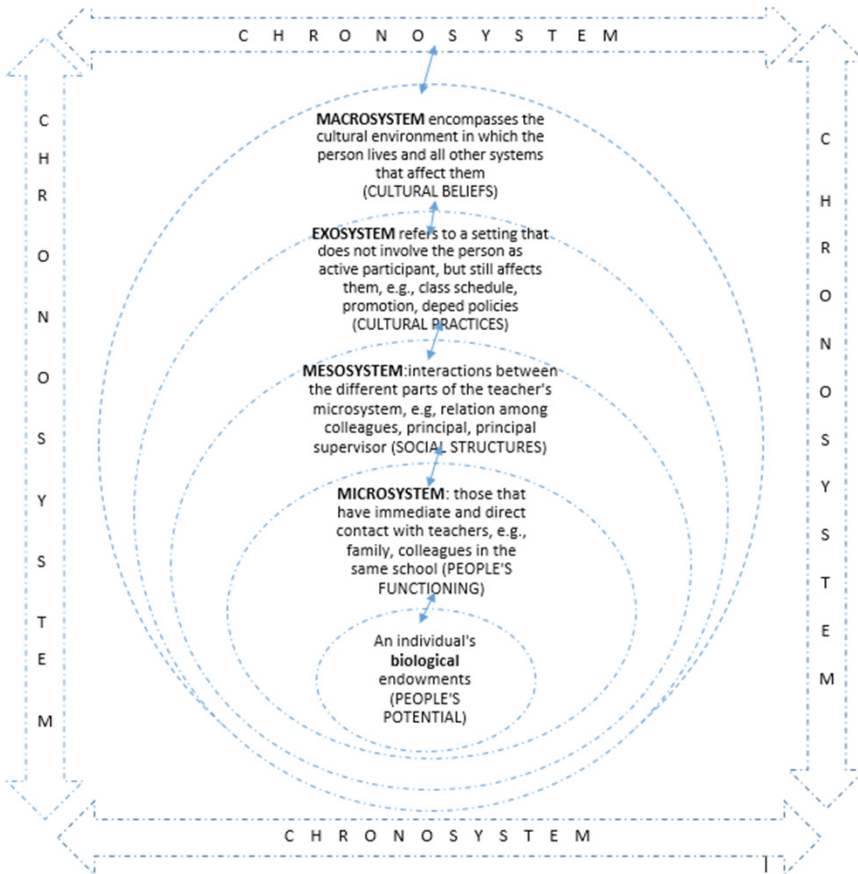 C H R O N O S Y S T E M
C
H
R
O
N
O
S
Y
S
T
E
M
MACROSYSTEM encompasses the
cultural environment in which the
person lives and all other systems
that affect them
(CULTURAL BELIEFS)
EXOSYSTEM refers to a setting that
does not involve the person as
active participant, but still affects
them, e.g., class schedule,
promotion, deped policies
(CULTURAL PRACTICES)
MESOSYSTEM:interactions between
the different parts of the teacher's
microsystem, e.g, relation among
colleagues, principal, principal
supervisor (SOCIAL STRUCTURES)
MICROSYSTEM: those that
have immediate and direct
contact with teachers, e.g.,
family, colleagues in the
same school (PEOPLE'S
FUNCTIONING)
An individual's
biological
endowments
(PEOPLE'S
POTENTIAL)
C
H
R
O
N
O
S
Y
S
T
E
M
C H R O N O S Y S T E M